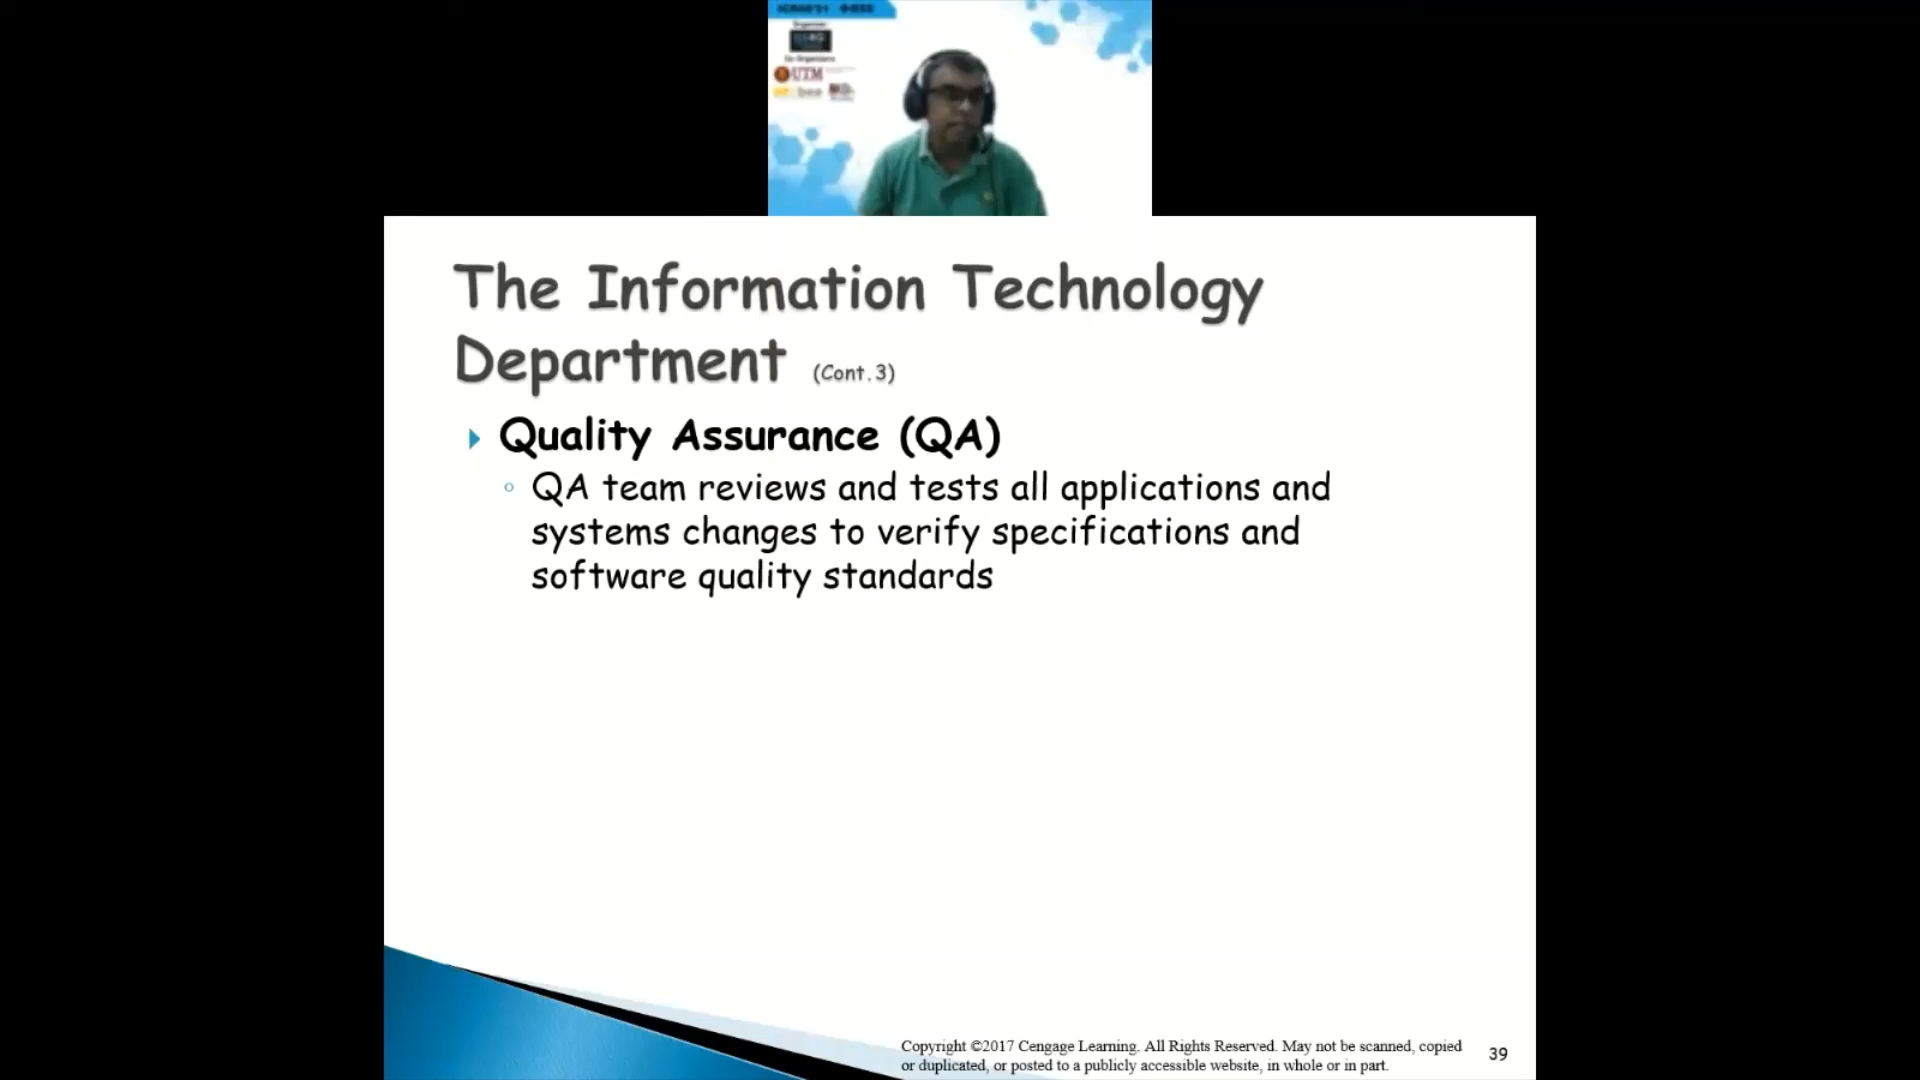 UTM
The Information Technology
Department (Cont.3)
Quality Assurance (QA)
QA team reviews and tests all applications and
systems changes to verify specifications and
software quality standards
Copyright ©2017 Cengage Learning. All Rights Reserved. May not be scanned, copied
or duplicated, or posted to a publicly accessible website, in whole or in part.
39